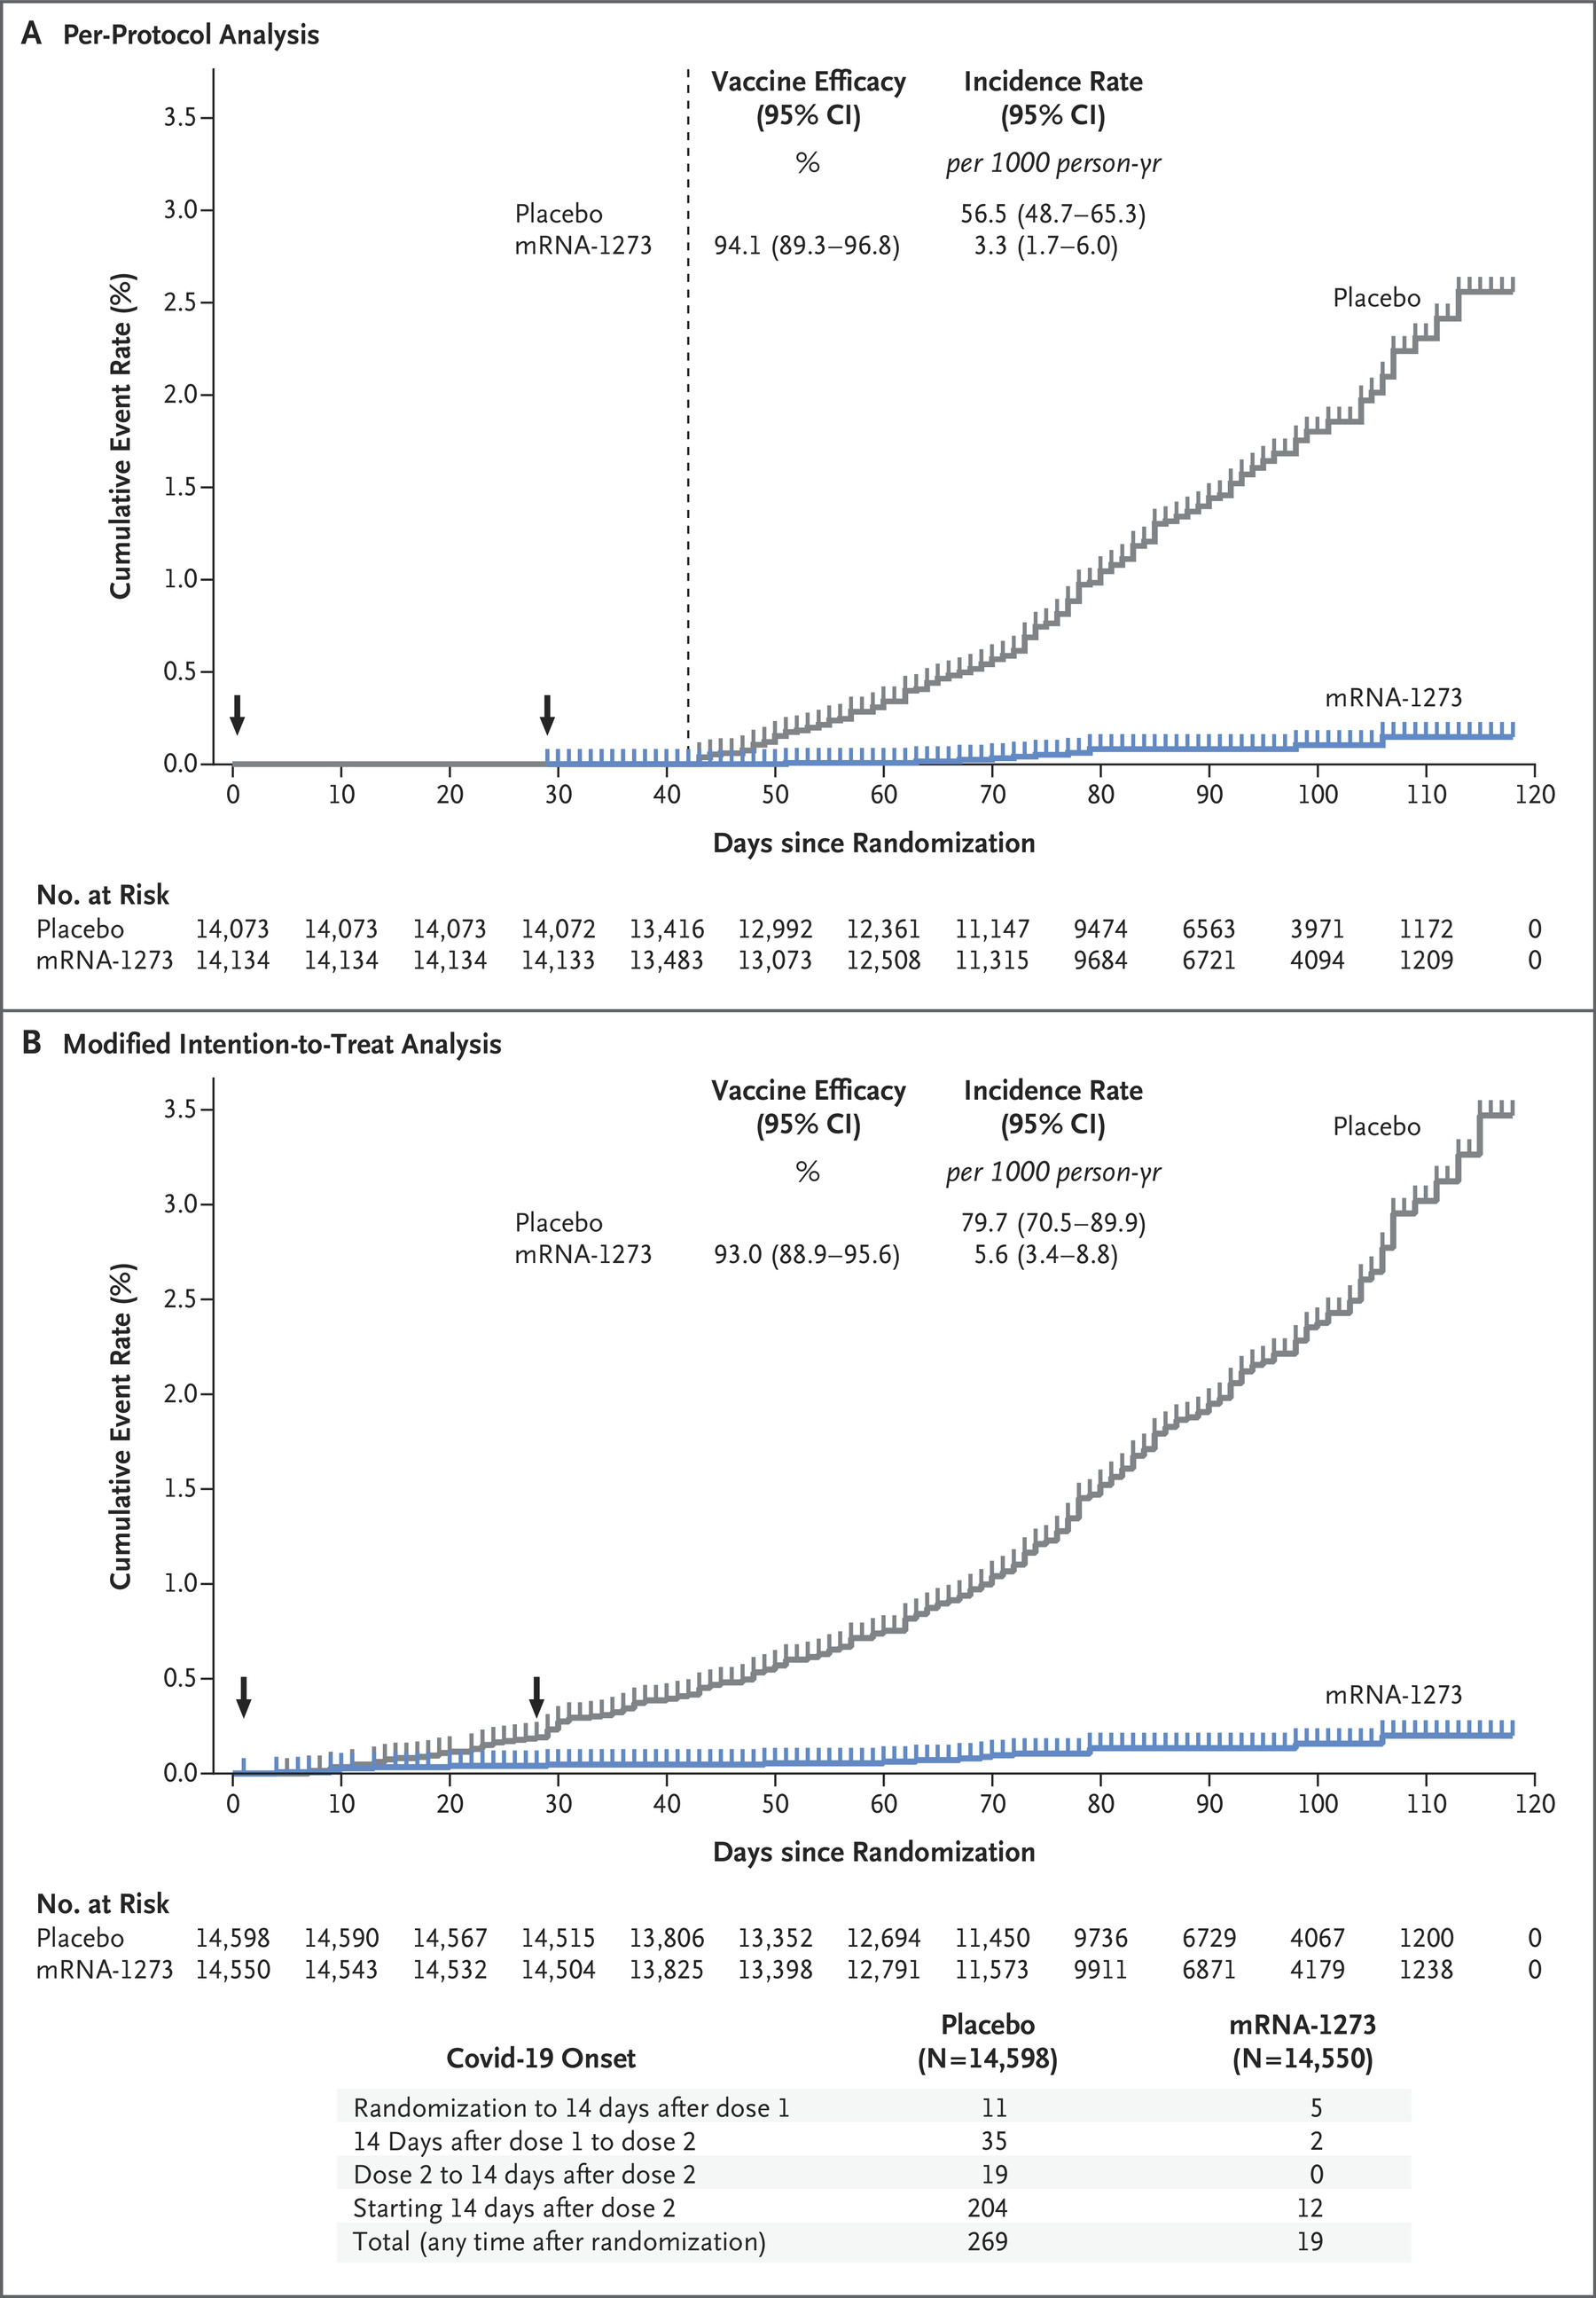 A Per-Protocol Analysis
Vaccine Efficacy Incidence Rate
(95% CI) (95% CI)
% per 1000 person-yr
Placebo 56.5 (48.7–65.3)
mRNA-1273 94.1 (89.3–96.8) 3.3 (1.7–6.0)
Cumulative Event Rate (%)
3.5
3.0
2.5
2.0
1.5
1.0
0.5
0.0
Placebo
mRNA-1273
0 10 20 30 40 50 60 70 80 90 100 110 120
Days since Randomization
No. at Risk
Placebo 14,073 14,073 14,073 14,072 13,416 12,992 12,361 11,147 9474 6563 3971 1172 0
mRNA-1273 14,134 14,134 14,134 14,133 13,483 13,073 12,508 11,315 9684 6721 4094 1209 0
B Modified Intention-to-Treat Analysis
Vaccine Efficacy Incidence Rate
(95% CI) (95% CI)
% per 1000 person-yr
Placebo 79.7 (70.5–89.9)
mRNA-1273 93.0 (88.9–95.6) 5.6 (3.4–8.8)
Cumulative Event Rate (%)
3.5
3.0
2.5
2.0
1.5
1.0
0.5
0.0
Placebo
mRNA-1273
0 10 20 30 40 50 60 70 80 90 100 110 120
Days since Randomization
No. at Risk
Placebo 14,598 14,590 14,567 14,515 13,806 13,352 12,694 11,450 9736 6729 4067 1200 0
mRNA-1273 14,550 14,543 14,532 14,504 13,825 13,398 12,791 11,573 9911 6871 4179 1238 0
Placebo mRNA-1273
Covid-19 Onset (N=14,598) (N=14,550)
Randomization to 14 days after dose 1 11 5
14 Days after dose 1 to dose 2 35 2
Dose 2 to 14 days after dose 2 19 0
Starting 14 days after dose 2 204 12
Total (any time after randomization) 269 19